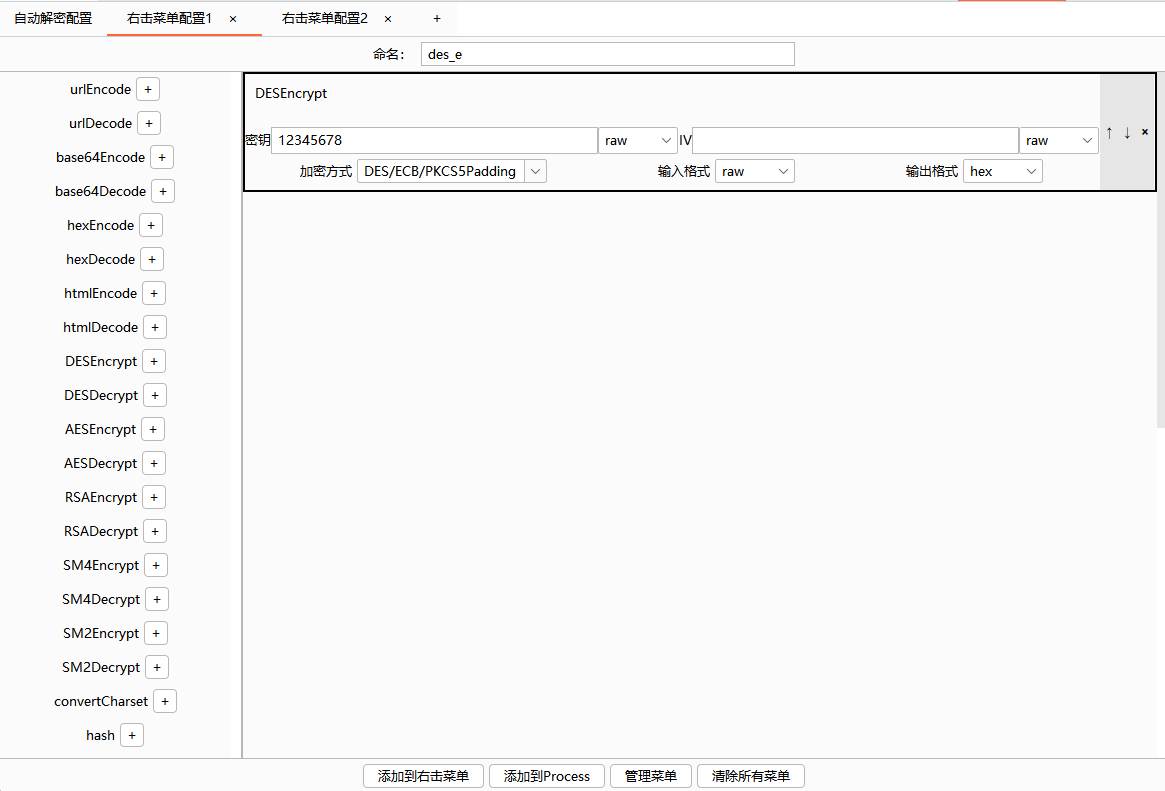 自动解密配置 右击菜单配置1 × 右击菜单配置2 × +
命名: des_e
urlEncode +
urlDecode +
base64Encode +
base64Decode +
hexEncode +
hexDecode +
htmlEncode +
htmlDecode +
DESEncrypt +
DESDecrypt +
AESEncrypt +
AESDecrypt +
RSAEncrypt +
RSADecrypt +
SM4Encrypt +
SM4Decrypt +
SM2Encrypt +
SM2Decrypt +
convertCharset +
hash +
DESEncrypt
密钥 12345678 raw IV raw ↑ ↓ ×
加密方式 DES/ECB/PKCS5Padding 输入格式 raw 输出格式 hex
添加到右击菜单 添加到Process 管理菜单 清除所有菜单